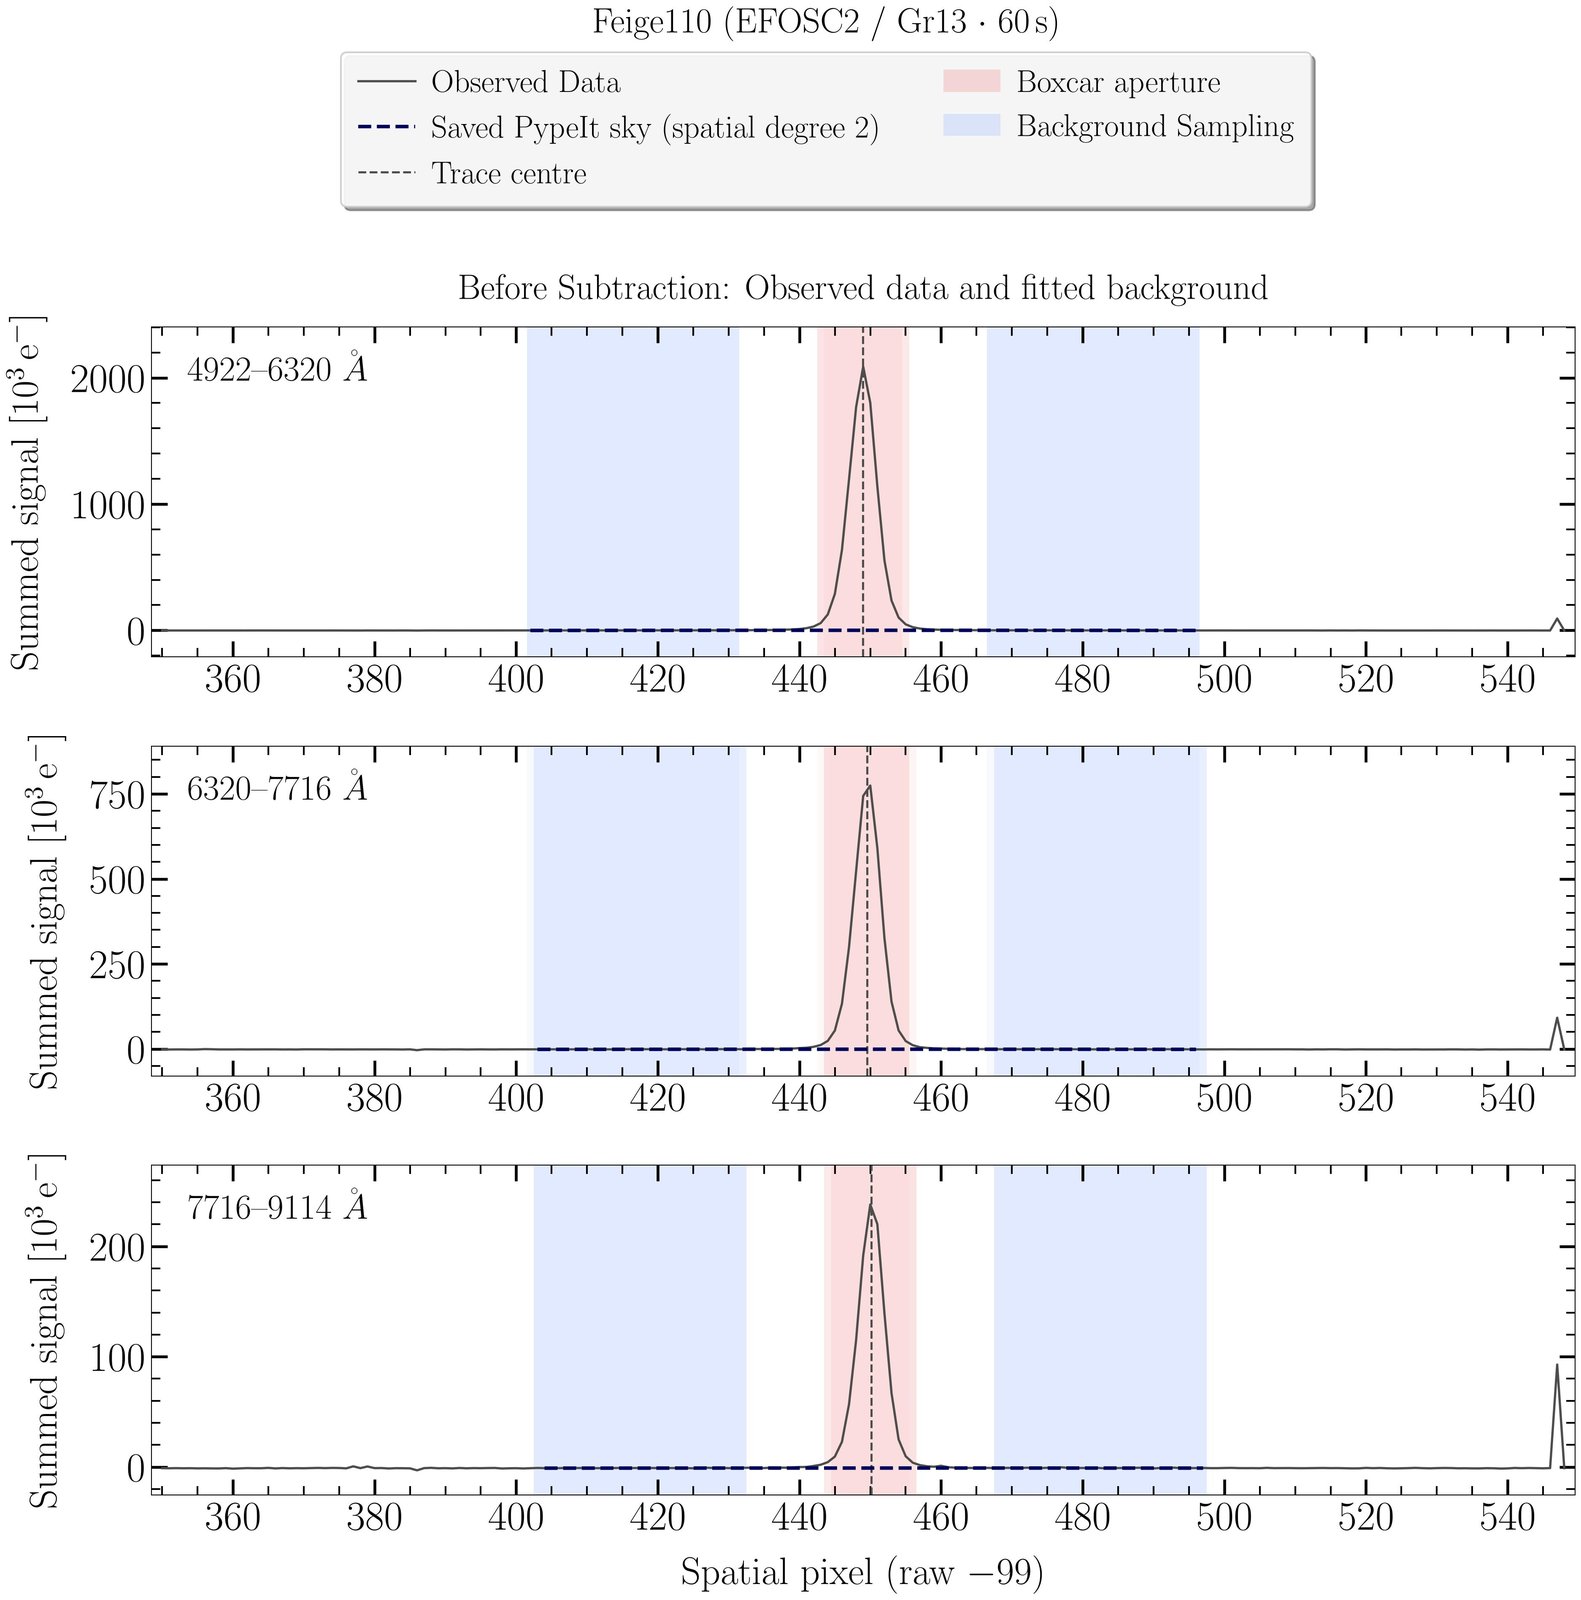 Feige110 (EFOSC2 / Gr13 · 60 s)
Observed Data
Saved PypeIt sky (spatial degree 2)
Trace centre
Boxcar aperture
Background Sampling
Before Subtraction: Observed data and fitted background
Summed signal [10³ e⁻]
4922–6320 Å
2000
1000
0
360 380 400 420 440 460 480 500 520 540
Summed signal [10³ e⁻]
6320–7716 Å
750
500
250
0
360 380 400 420 440 460 480 500 520 540
Summed signal [10³ e⁻]
7716–9114 Å
200
100
0
360 380 400 420 440 460 480 500 520 540
Spatial pixel (raw −99)